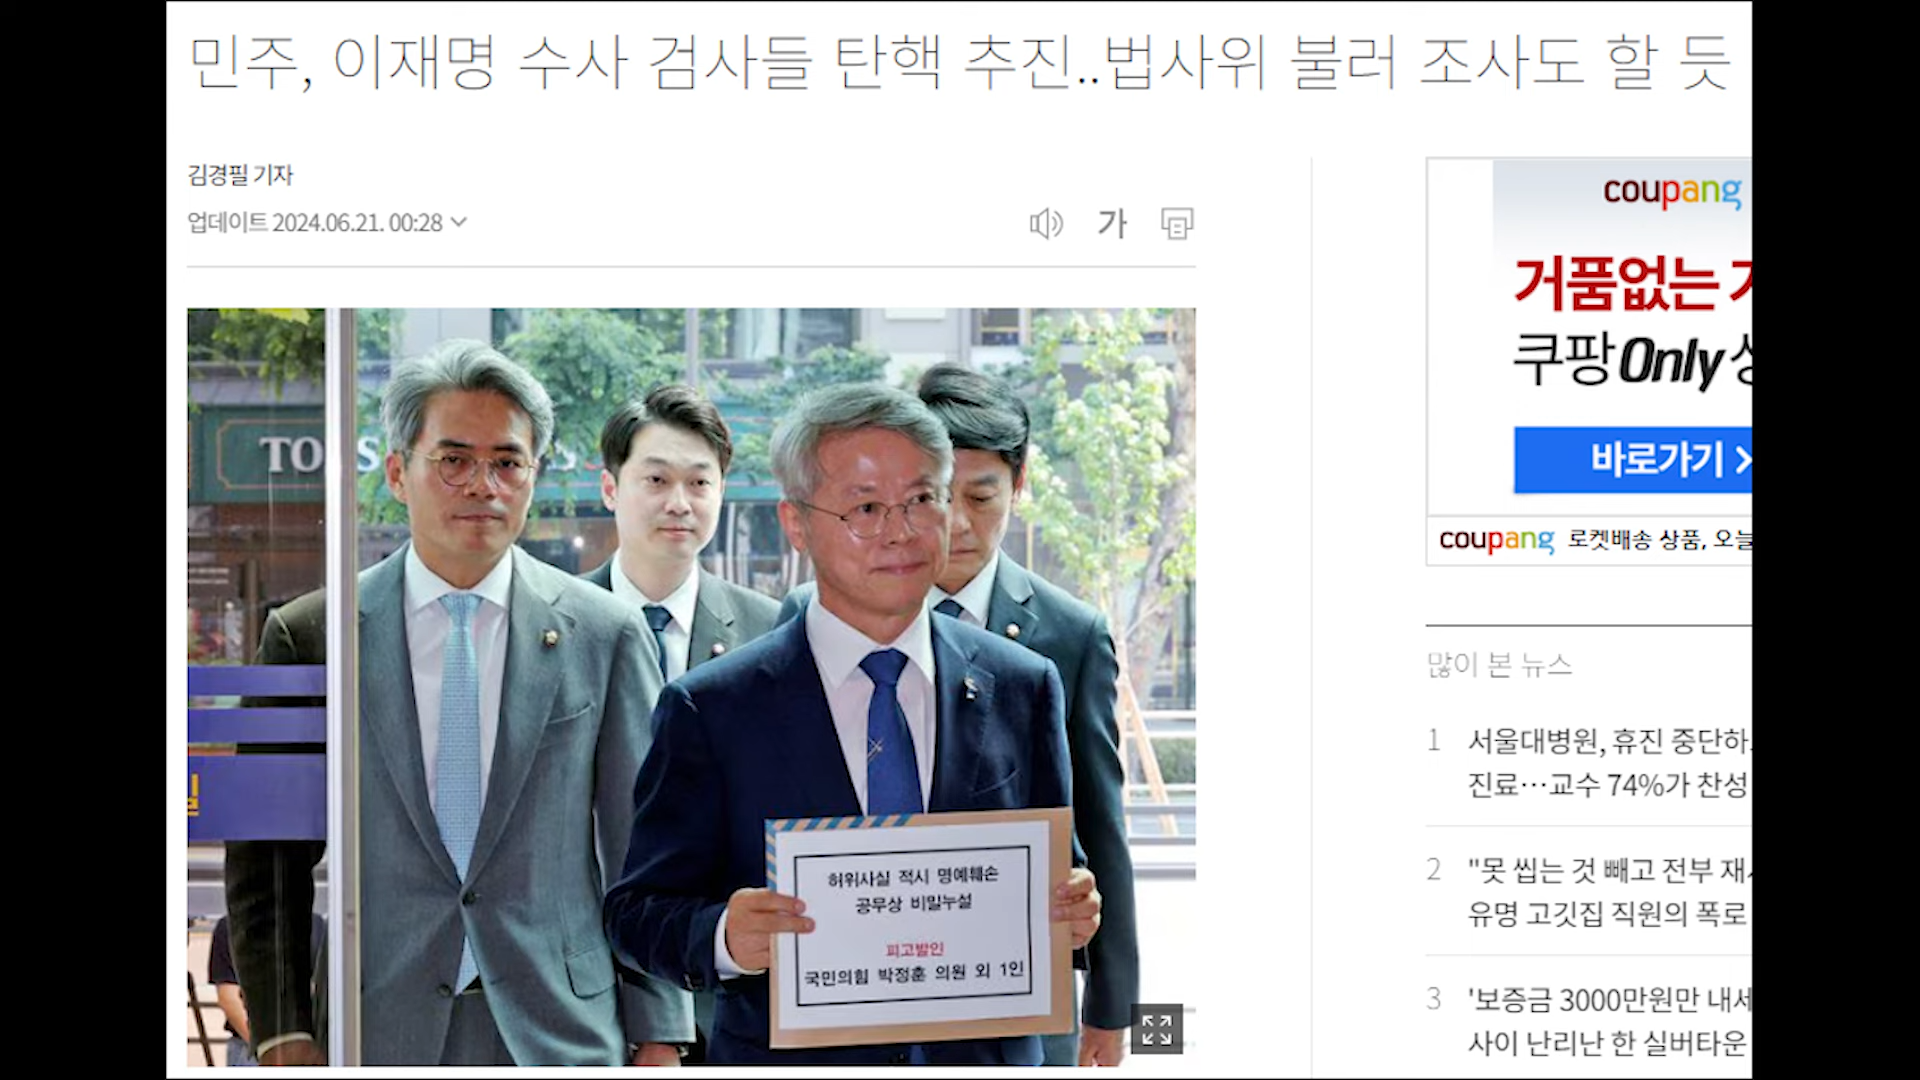 민주, 이재명 수사 검사들 탄핵 추진..법사위 불러 조사도 할 듯
김경필 기자
업데이트 2024.06.21. 00:28
가
허위사실 적시 명예훼손
공무상 비밀누설
피고발인
국민의힘 박정훈 의원 외 1인
coupang
거품없는
쿠팡 Only
바로가기
coupang 로켓배송 상품, 오늘
많이 본 뉴스
1 서울대병원, 휴진 중단하
진료…교수 74%가 찬성
2 "못 씹는 것 빼고 전부 재
유명 고깃집 직원의 폭로
3 '보증금 3000만원만 내세
사이 난리난 한 실버타운